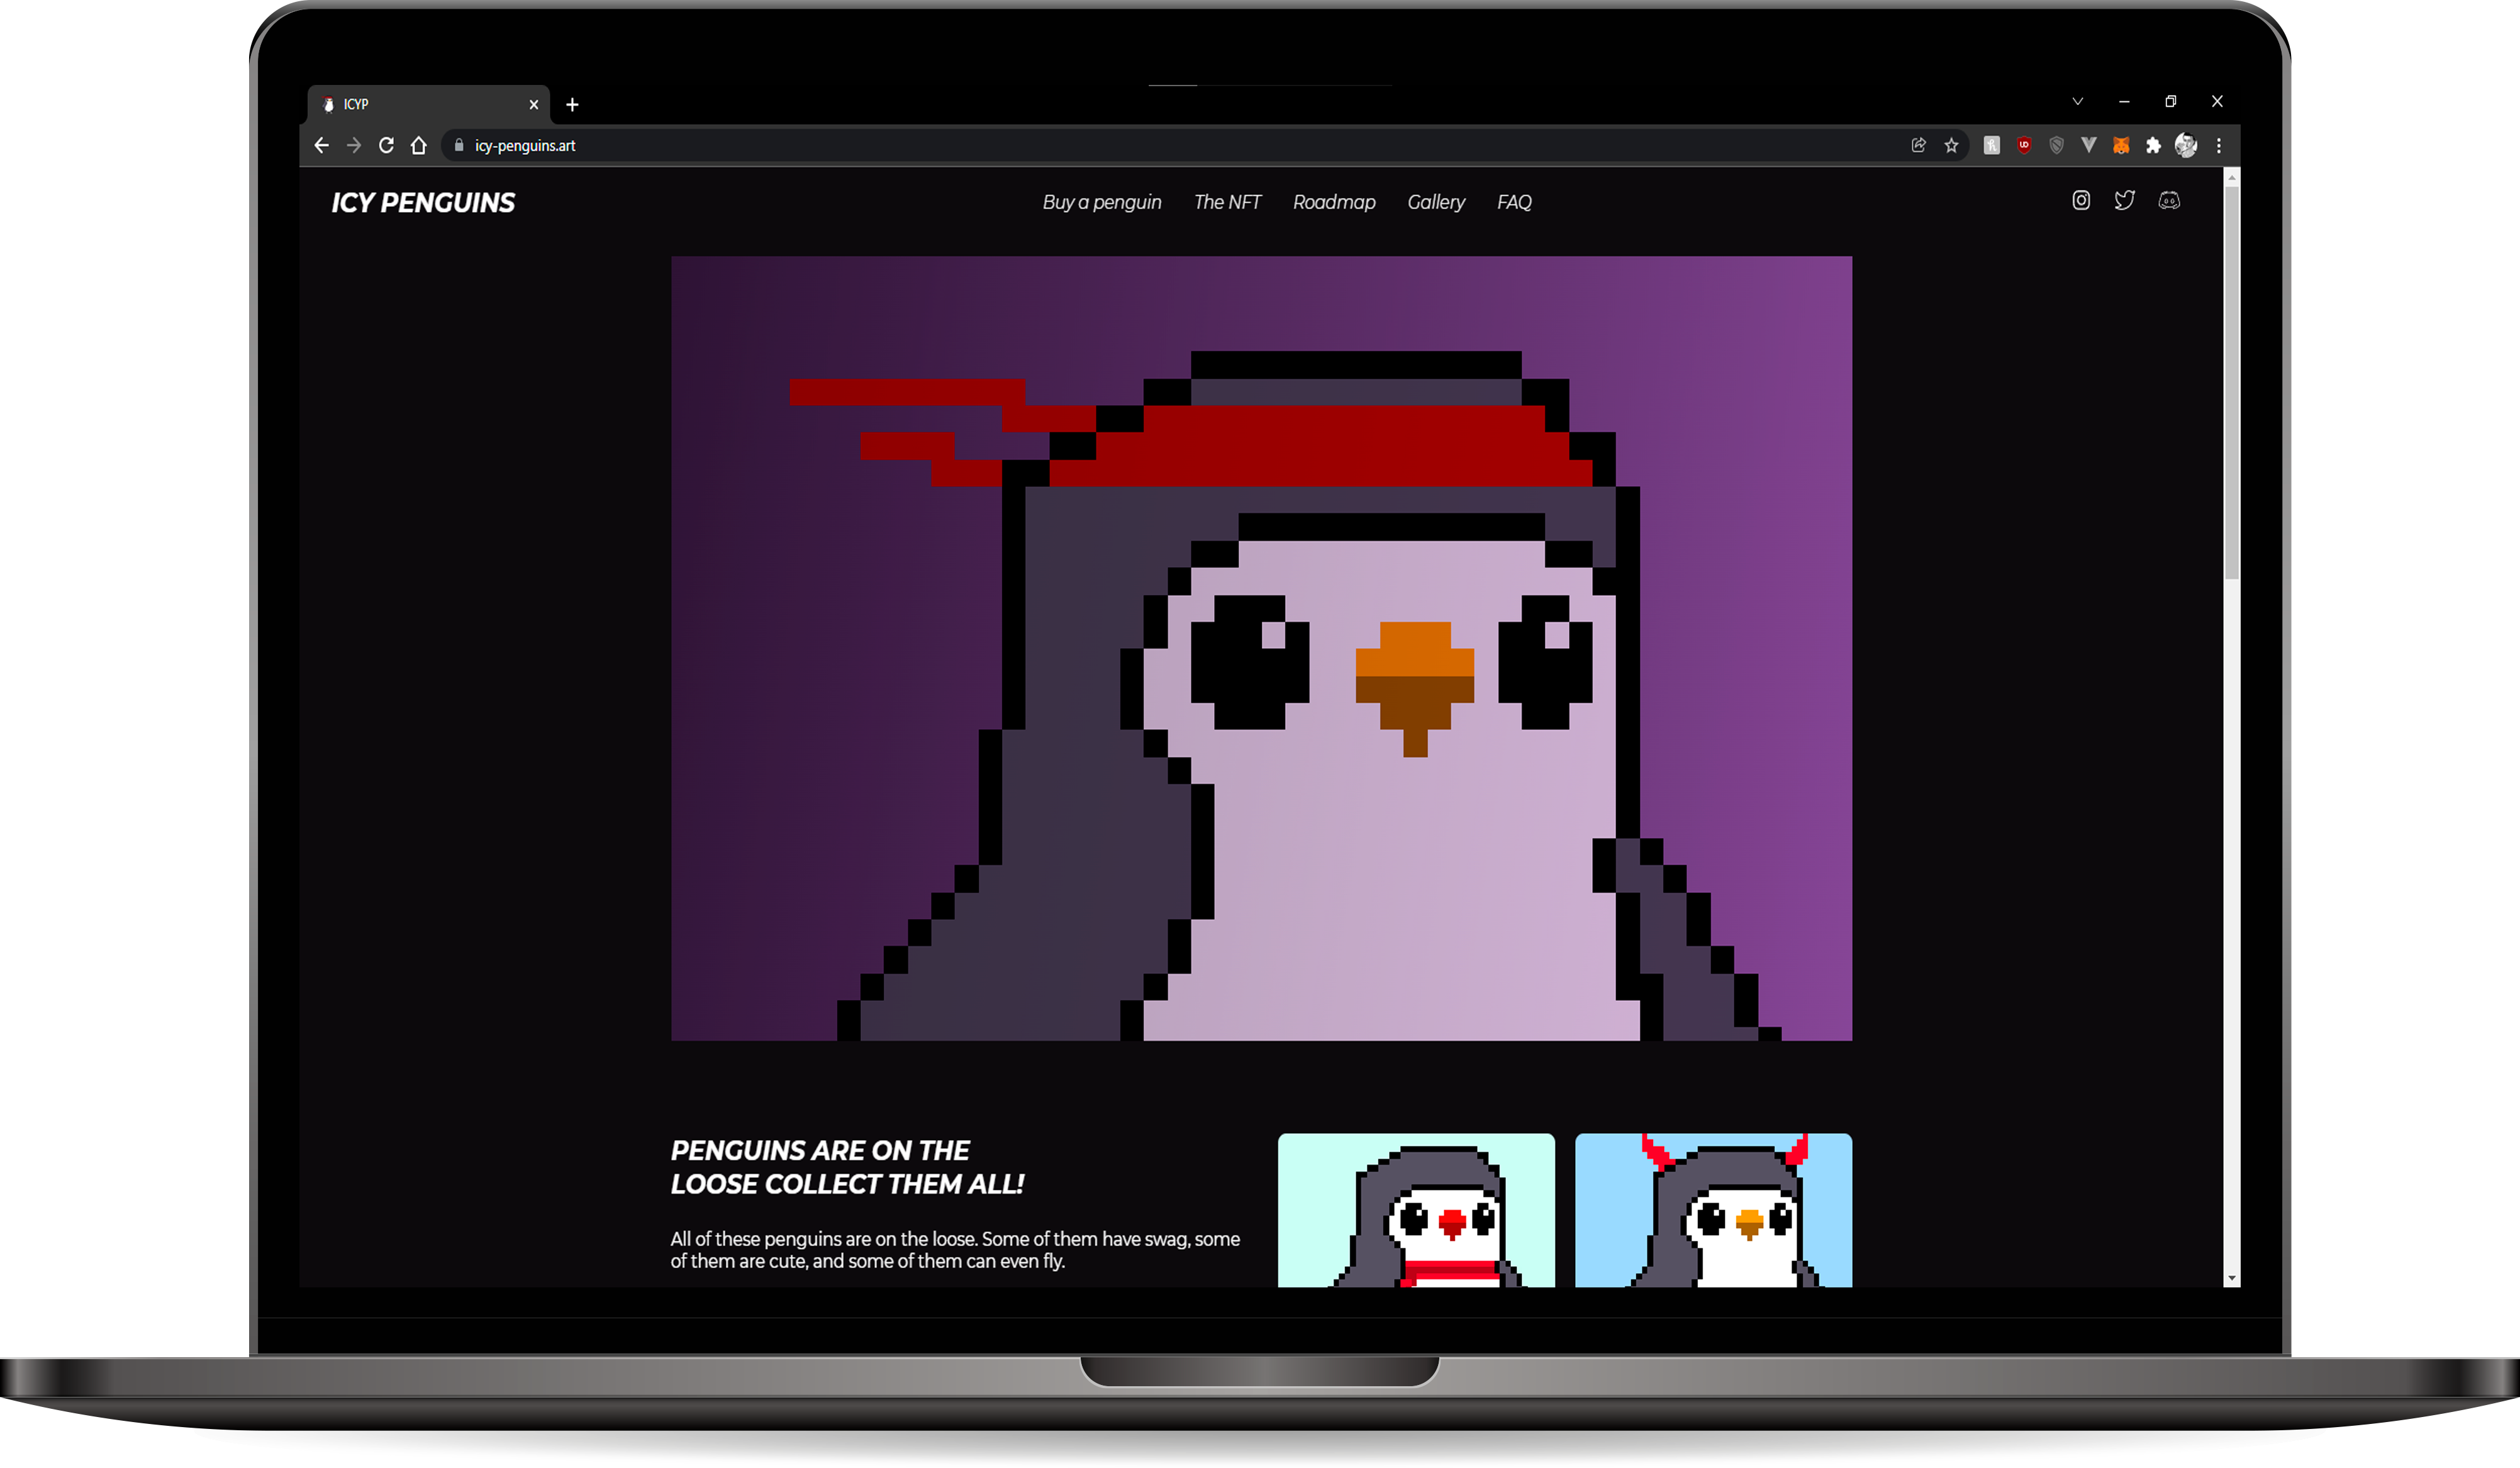 ICYP
icy-penguins.art
UD
ICY PENGUINS
Buy a penguin
The NFT
Roadmap
Gallery
FAQ
PENGUINS ARE ON THE
LOOSE COLLECT THEM ALL!
All of these penguins are on the loose. Some of them have swag, some
of them are cute, and some of them can even fly.